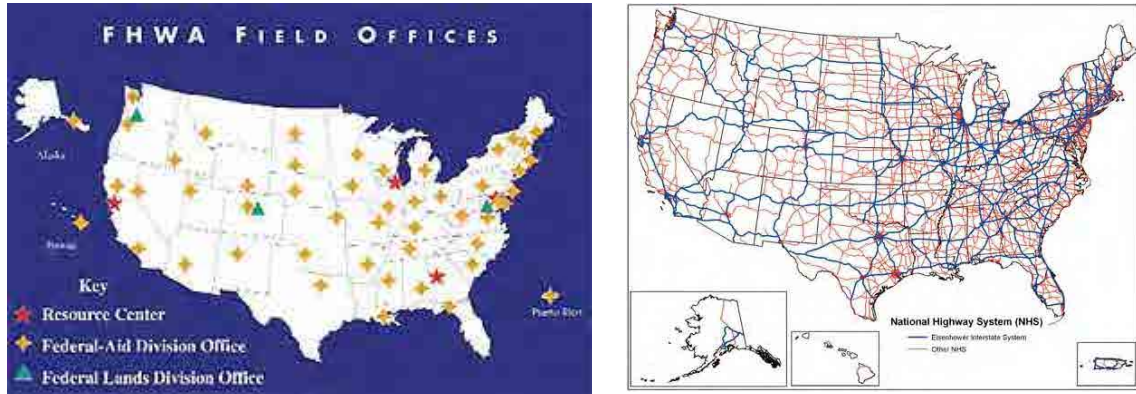 FHWA FIELD OFFICES
Alaska
Hawaii
Key
Resource Center
Federal-Aid Division Office
Federal Lands Division Office
Puerto Rico
National Highway System (NHS)
Eisenhower Interstate System
Other NHS